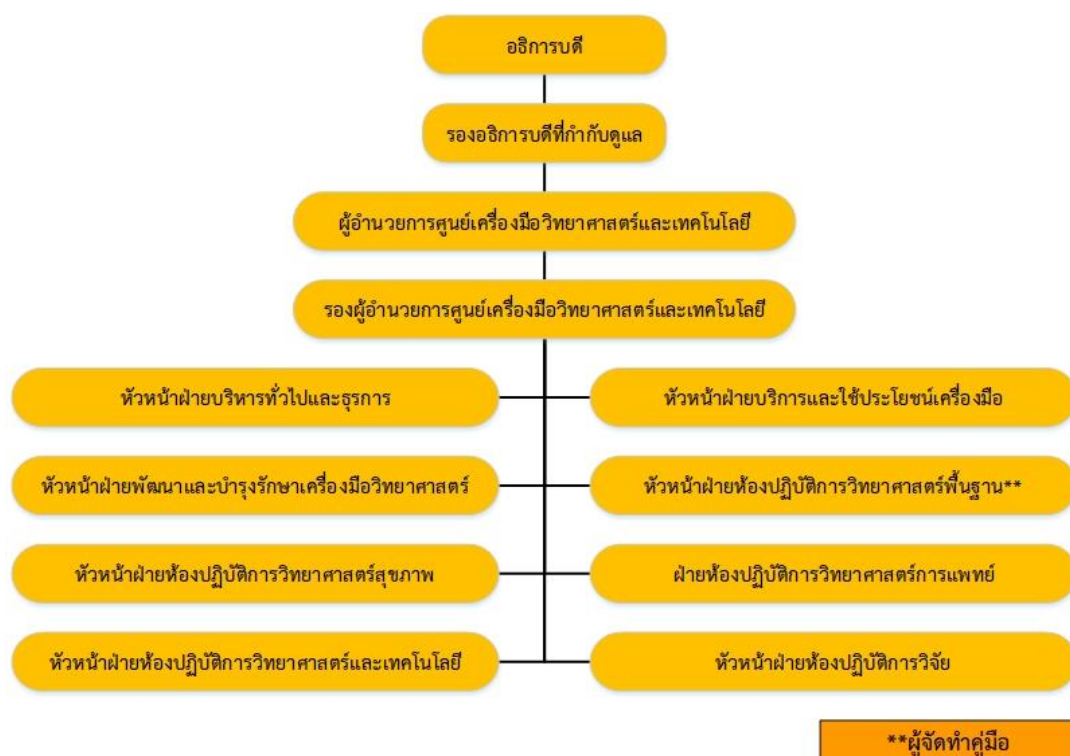 อธิการบดี
รองอธิการบดีที่กำกับดูแล
ผู้อำนวยการศูนย์เครื่องมือวิทยาศาสตร์และเทคโนโลยี
รองผู้อำนวยการศูนย์เครื่องมือวิทยาศาสตร์และเทคโนโลยี
หัวหน้าฝ่ายบริหารทั่วไปและธุรการ
หัวหน้าฝ่ายบริการและใช้ประโยชน์เครื่องมือ
หัวหน้าฝ่ายพัฒนาและบำรุงรักษาเครื่องมือวิทยาศาสตร์
หัวหน้าฝ่ายห้องปฏิบัติการวิทยาศาสตร์พื้นฐาน**
หัวหน้าฝ่ายห้องปฏิบัติการวิทยาศาสตร์สุขภาพ
ฝ่ายห้องปฏิบัติการวิทยาศาสตร์การแพทย์
หัวหน้าฝ่ายห้องปฏิบัติการวิทยาศาสตร์และเทคโนโลยี
หัวหน้าฝ่ายห้องปฏิบัติการวิจัย
**ผู้จัดทำคู่มือ